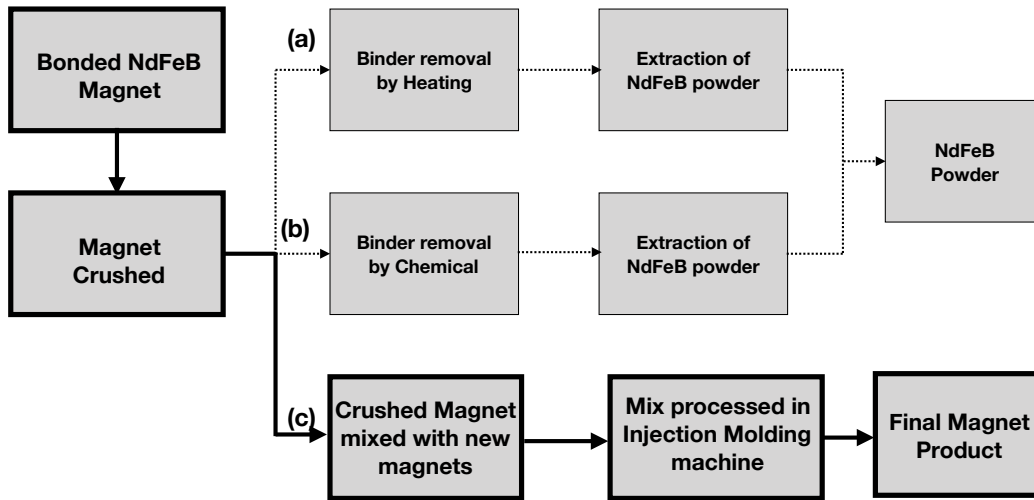 Bonded NdFeB
Magnet
Magnet
Crushed
(a)
Binder removal
by Heating
Extraction of
NdFeB powder
(b)
Binder removal
by Chemical
Extraction of
NdFeB powder
NdFeB
Powder
(c)
Crushed Magnet
mixed with new
magnets
Mix processed in
Injection Molding
machine
Final Magnet
Product